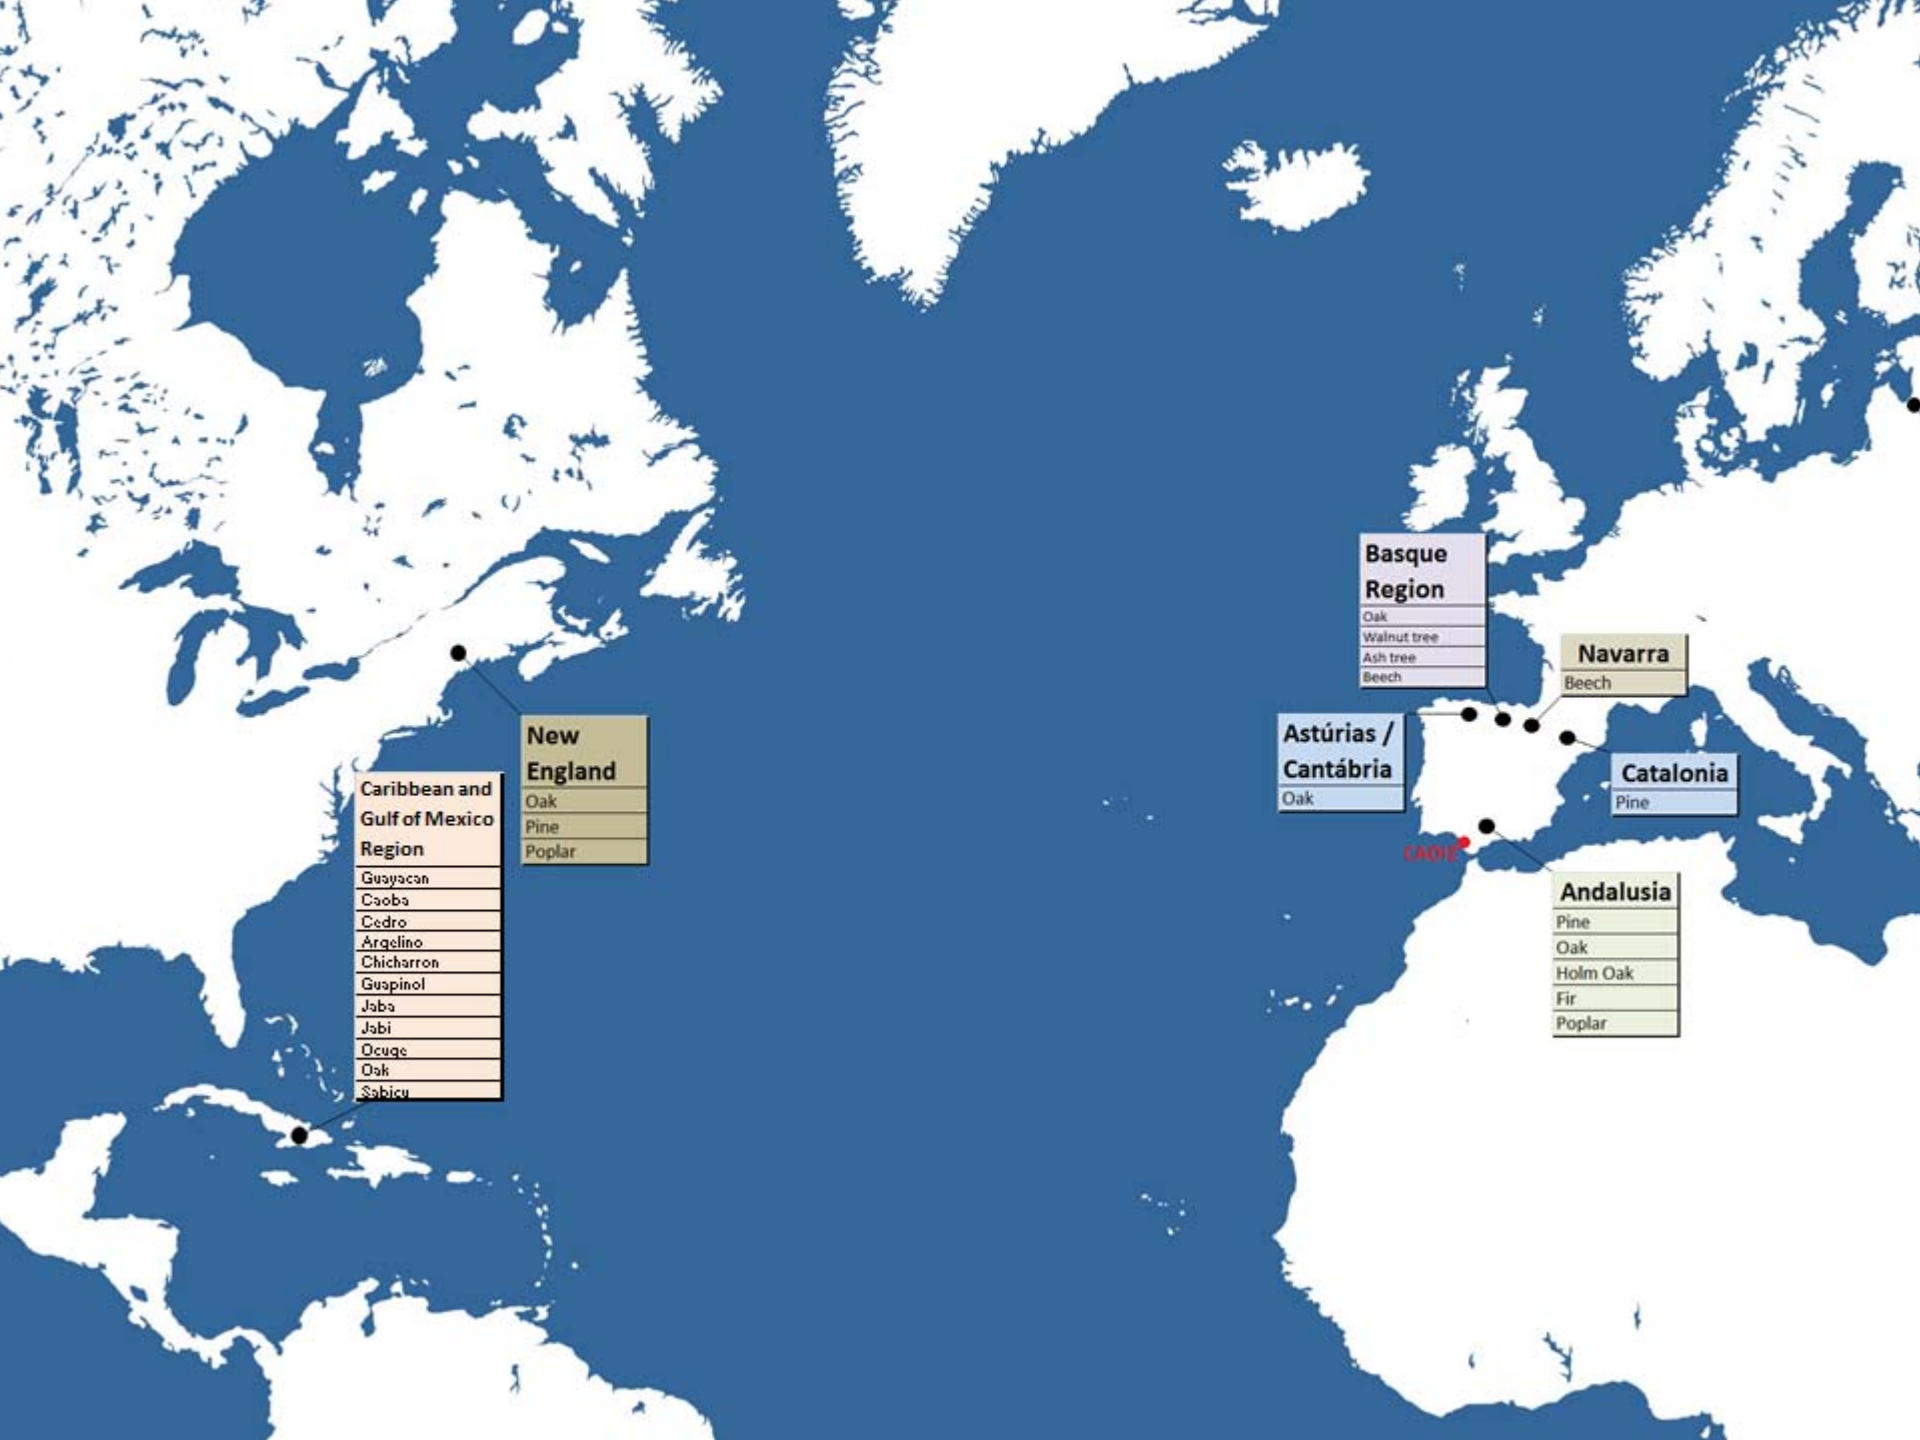 Basque
Region
Oak
Walnut tree
Ash tree
Beech
Navarra
Beech
Astúrias /
Cantábria
Oak
Catalonia
Pine
New
England
Oak
Pine
Poplar
Caribbean and
Gulf of Mexico
Region
Guayacan
Caoba
Cedro
Argelino
Chicharron
Guapinol
Jaba
Jabi
Ocuge
Oak
Sabicu
CADIZ
Andalusia
Pine
Oak
Holm Oak
Fir
Poplar